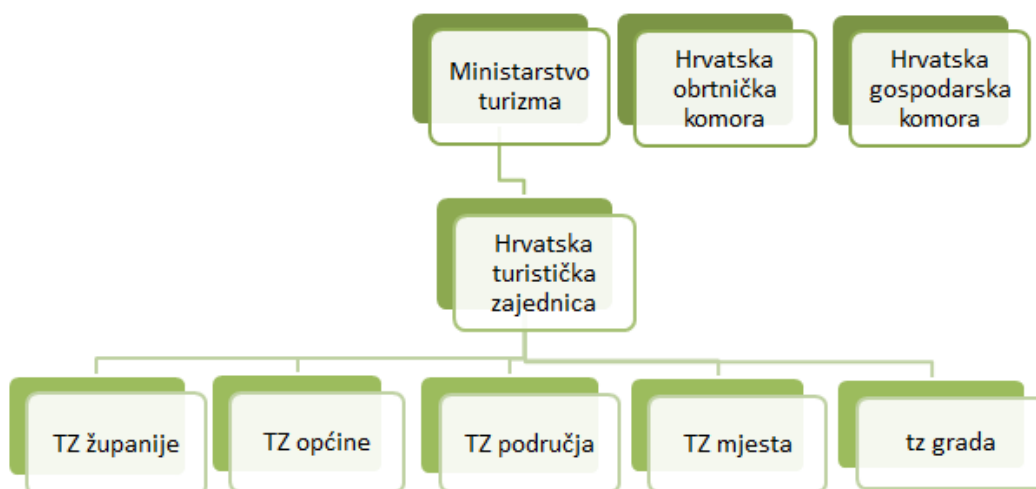 Ministarstvo
turizma
Hrvatska
obrtnička
komora
Hrvatska
gospodarska
komora
Hrvatska
turistička
zajednica
TZ županije
TZ općine
TZ područja
TZ mjesta
tz grada